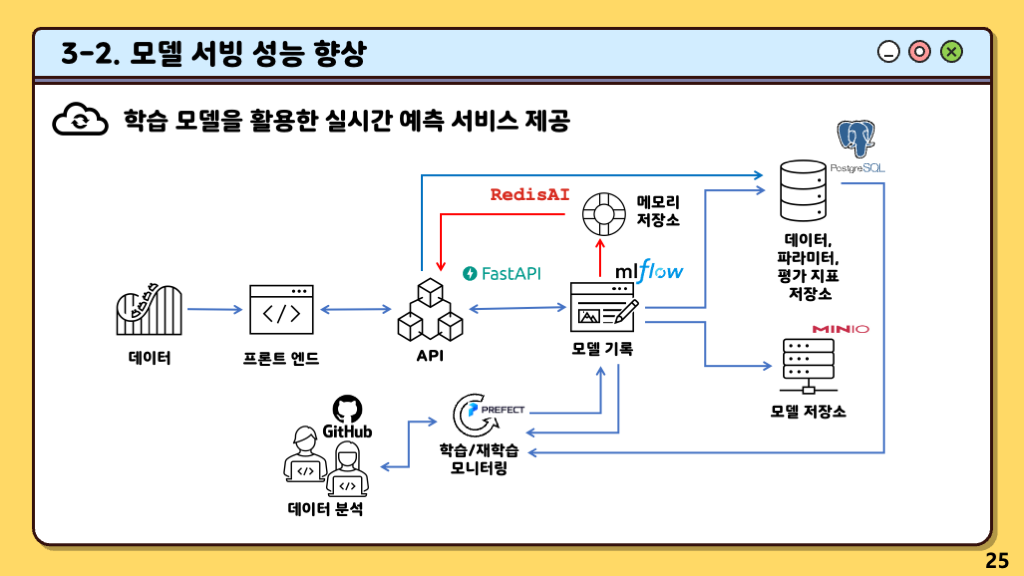 3-2. 모델 서빙 성능 향상
학습 모델을 활용한 실시간 예측 서비스 제공
PostgreSQL
RedisAI
메모리
저장소
데이터,
파라미터,
평가 지표
저장소
FastAPI
mlflow
</>
데이터
프론트 엔드
API
모델 기록
MINIO
모델 저장소
GitHub
PREFECT
학습/재학습
모니터링
</>
</>
데이터 분석
25